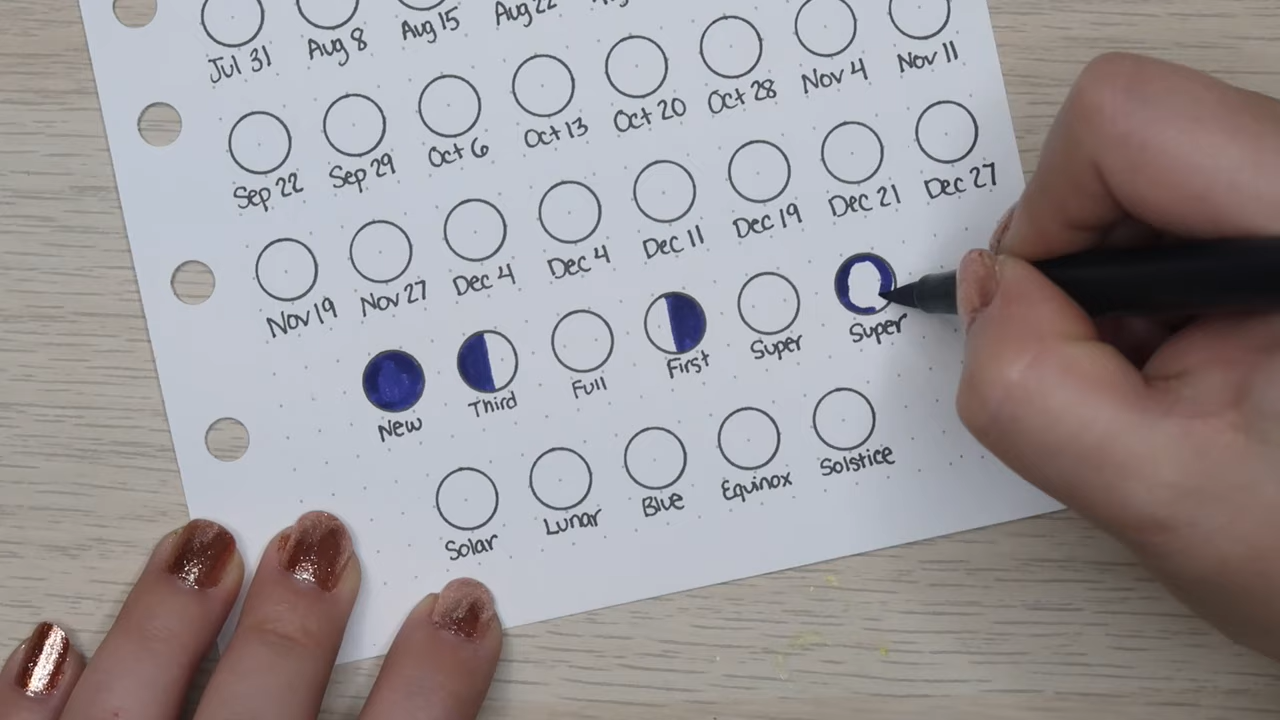 Jul 31 Aug 8 Aug 15 Aug 22
Sep 22 Sep 29 Oct 6 Oct 13 Oct 20 Oct 28 Nov 4 Nov 11
Nov 19 Nov 27 Dec 4 Dec 4 Dec 11 Dec 19 Dec 21 Dec 27
New Third Full First Super Super
Solar Lunar Blue Equinox Solstice